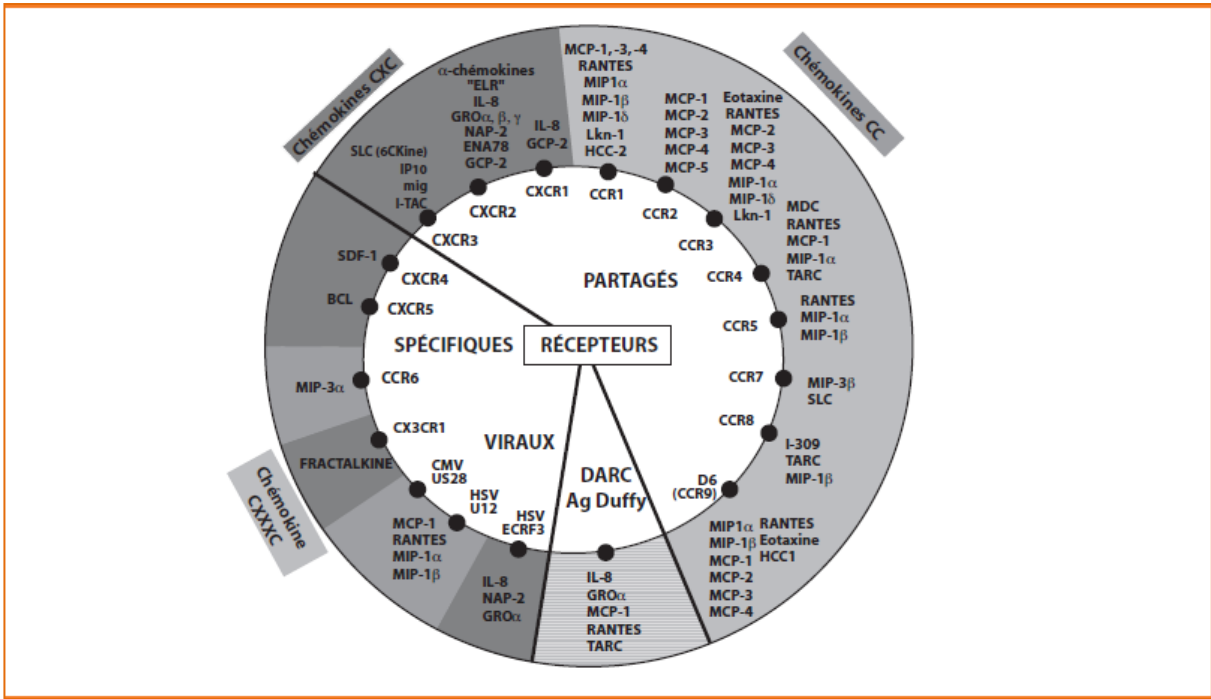 Chémokines CXC
Chémokines CC
Chémokine
CXXXC
α-chémokines
"ELR"
IL-8
GROα, β, γ
NAP-2
ENA78
GCP-2
IL-8
GCP-2
MCP-1, -3, -4
RANTES
MIP1α
MIP-1β
MIP-1δ
Lkn-1
HCC-2
MCP-1
MCP-2
MCP-3
MCP-4
MCP-5
Eotaxine
RANTES
MCP-2
MCP-3
MCP-4
MIP-1α
MIP-1δ
Lkn-1
MDC
RANTES
MCP-1
MIP-1α
TARC
RANTES
MIP-1α
MIP-1β
MIP-3β
SLC
I-309
TARC
MIP-1β
MIP1α RANTES
MIP-1β Eotaxine
MCP-1 HCC1
MCP-2
MCP-3
MCP-4
IL-8
GROα
MCP-1
RANTES
TARC
IL-8
NAP-2
GROα
MCP-1
RANTES
MIP-1α
MIP-1β
FRACTALKINE
MIP-3α
BCL
SDF-1
SLC (6CKine)
IP10
mig
I-TAC
CXCR1
CCR1
CCR2
CCR3
CCR4
CCR5
CCR7
CCR8
D6
(CCR9)
HSV
ECRF3
HSV
U12
CMV
US28
CX3CR1
CCR6
CXCR5
CXCR4
CXCR3
CXCR2
PARTAGÉS
SPÉCIFIQUES
RÉCEPTEURS
VIRAUX
DARC
Ag Duffy